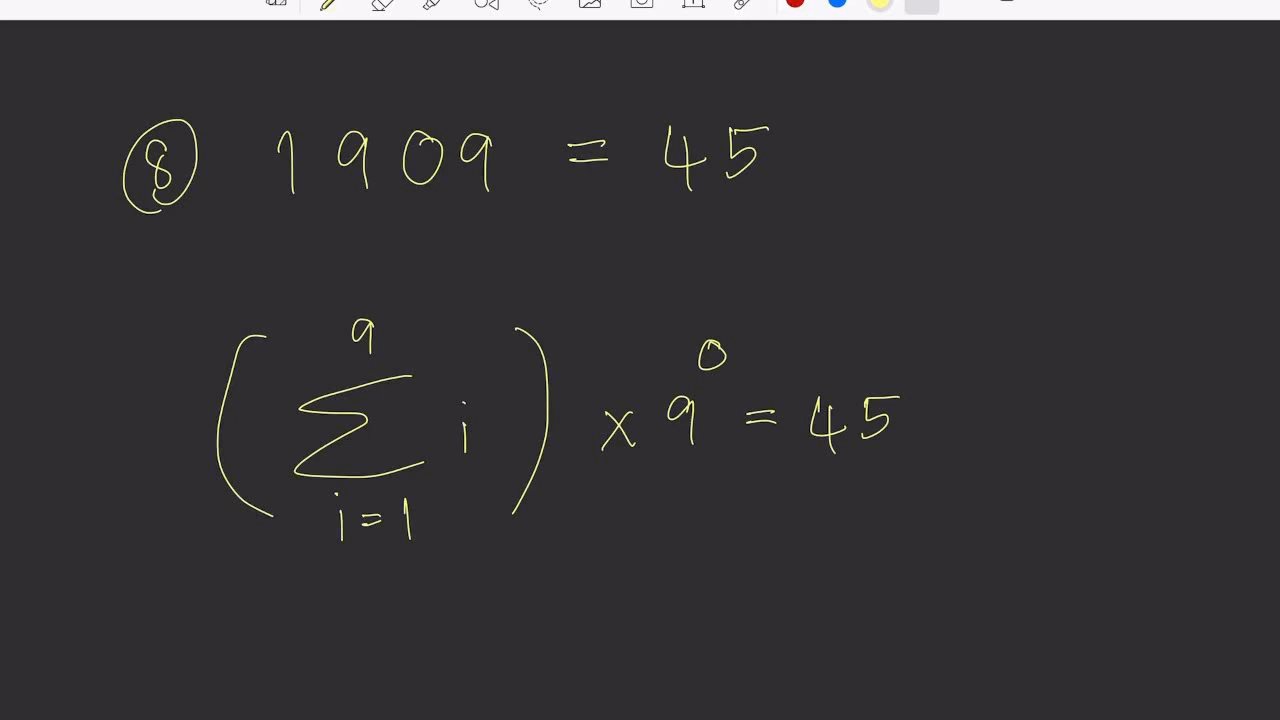 ⑧ 1909 = 45
9
( ∑ i ) × 9⁰ = 45
i=1